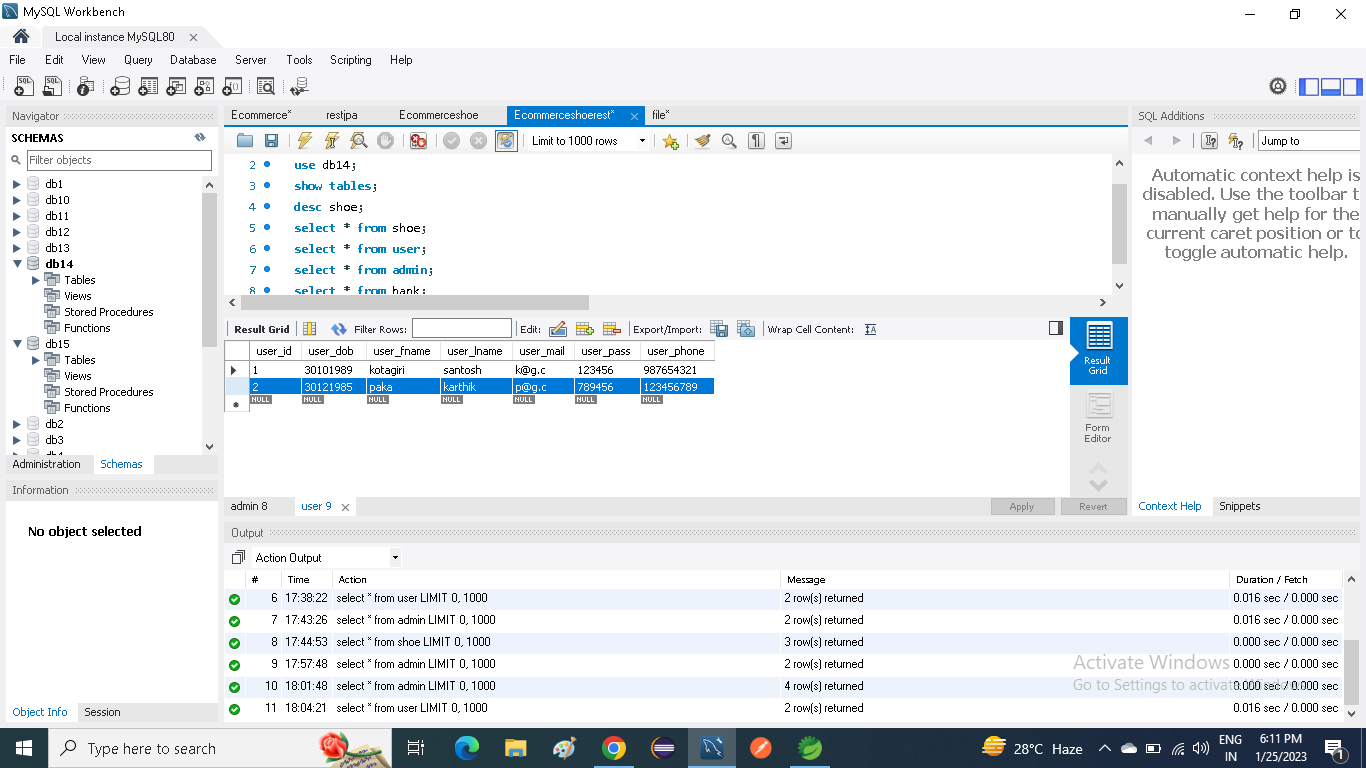 MySQL Workbench
Local instance MySQL80
File Edit View Query Database Server Tools Scripting Help
Navigator
SCHEMAS
Filter objects
db1
db10
db11
db12
db13
db14
Tables
Views
Stored Procedures
Functions
db15
Tables
Views
Stored Procedures
Functions
db2
db3
Administration Schemas
Information
No object selected
Object Info Session
Ecommerce* restjpa Ecommerceshoe Ecommerceshoerest* file*
Limit to 1000 rows
2 use db14;
3 show tables;
4 desc shoe;
5 select * from shoe;
6 select * from user;
7 select * from admin;
8 select * from bank;
Result Grid Filter Rows: Edit: Export/Import: Wrap Cell Content:
user_id user_dob user_fname user_lname user_mail user_pass user_phone
1 30101989 kotagiri santosh k@g.c 123456 987654321
2 30121985 paka karthik p@g.c 789456 123456789
NULL NULL NULL NULL NULL NULL NULL
Result Grid
Form Editor
admin 8 user 9 Apply Revert
SQL Additions
Jump to
Automatic context help is
disabled. Use the toolbar t
manually get help for the
current caret position or to
toggle automatic help.
Context Help Snippets
Output
Action Output
# Time Action Message Duration / Fetch
6 17:38:22 select * from user LIMIT 0, 1000 2 row(s) returned 0.016 sec / 0.000 sec
7 17:43:26 select * from admin LIMIT 0, 1000 2 row(s) returned 0.016 sec / 0.000 sec
8 17:44:53 select * from shoe LIMIT 0, 1000 3 row(s) returned 0.000 sec / 0.000 sec
9 17:57:48 select * from admin LIMIT 0, 1000 2 row(s) returned 0.000 sec / 0.000 sec
10 18:01:48 select * from admin LIMIT 0, 1000 4 row(s) returned 0.000 sec / 0.000 sec
11 18:04:21 select * from user LIMIT 0, 1000 2 row(s) returned 0.016 sec / 0.000 sec
Activate Windows
Go to Settings to activate Windows.
Type here to search
28°C Haze
ENG
IN
6:11 PM
1/25/2023
1